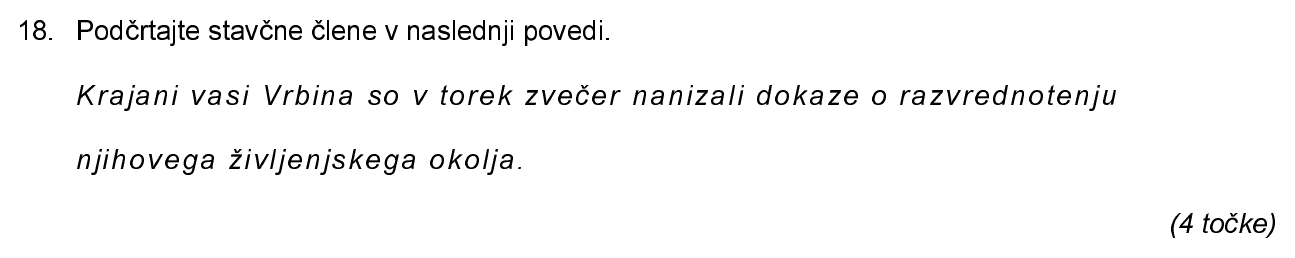 18. Podčrtajte stavčne člene v naslednji povedi.
Krajani vasi Vrbina so v torek zvečer nanizali dokaze o razvrednotenju
njihovega življenjskega okolja.
(4 točke)